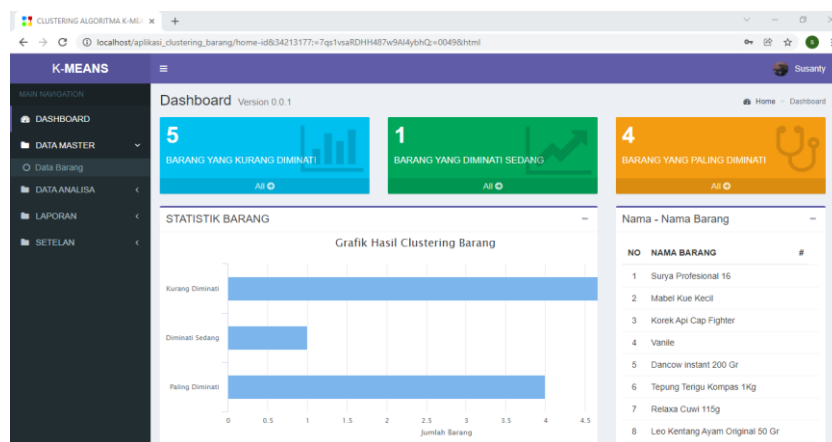 CLUSTERING ALGORITMA K-ME
localhost/aplikasi_clustering_barang/home-id&34213177:=7qs1vsaRDHH487w9Al4ybhQ:=0049&html
K-MEANS
Susanty
MAIN NAVIGATION
DASHBOARD
DATA MASTER
Data Barang
DATA ANALISA
LAPORAN
SETELAN
Dashboard Version 0.0.1
Home Dashboard
5
BARANG YANG KURANG DIMINATI
All
1
BARANG YANG DIMINATI SEDANG
All
4
BARANG YANG PALING DIMINATI
All
STATISTIK BARANG
Grafik Hasil Clustering Barang
Kurang Diminati
Diminati Sedang
Paling Diminati
0 0.5 1 1.5 2 2.5 3 3.5 4 4.5
Jumlah Barang
Nama - Nama Barang
NO NAMA BARANG #
1 Surya Profesional 16
2 Mabel Kue Kecil
3 Korek Api Cap Fighter
4 Vanile
5 Dancow instant 200 Gr
6 Tepung Terigu Kompas 1Kg
7 Relaxa Cuwi 115g
8 Leo Kentang Ayam Original 50 Gr